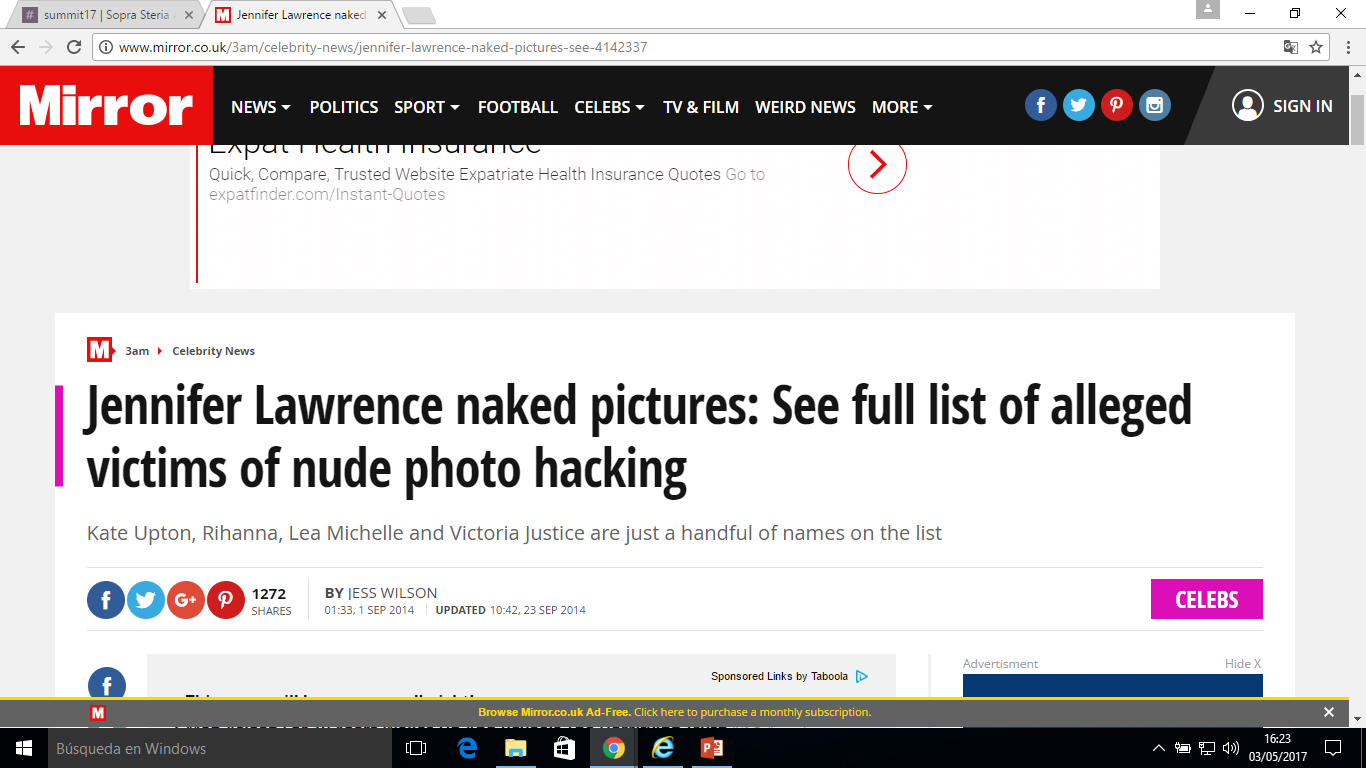 summit17 | Sopra Steria
Jennifer Lawrence naked
www.mirror.co.uk/3am/celebrity-news/jennifer-lawrence-naked-pictures-see-4142337
Mirror
NEWS POLITICS SPORT FOOTBALL CELEBS TV & FILM WEIRD NEWS MORE
SIGN IN
Expat Health Insurance
Quick, Compare, Trusted Website Expatriate Health Insurance Quotes Go to
expatfinder.com/Instant-Quotes
M 3am Celebrity News
Jennifer Lawrence naked pictures: See full list of alleged
victims of nude photo hacking
Kate Upton, Rihanna, Lea Michelle and Victoria Justice are just a handful of names on the list
1272
SHARES
BY JESS WILSON
01:33, 1 SEP 2014 UPDATED 10:42, 23 SEP 2014
CELEBS
Sponsored Links by Taboola
Advertisment Hide X
Browse Mirror.co.uk Ad-Free. Click here to purchase a monthly subscription.
Búsqueda en Windows
16:23
03/05/2017